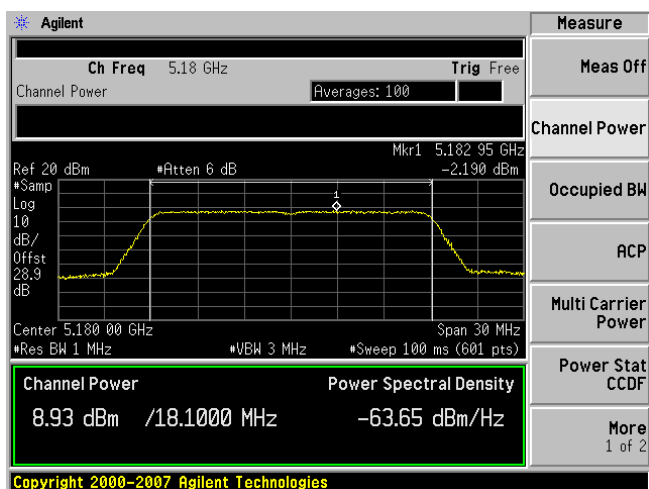 Agilent
Measure
Ch Freq 5.18 GHz Trig Free
Channel Power Averages: 100
Mkr1 5.182 95 GHz
Ref 20 dBm #Atten 6 dB -2.190 dBm
#Samp
Log
10
dB/
Offst
28.9
dB
1
Center 5.180 00 GHz Span 30 MHz
#Res BW 1 MHz #VBW 3 MHz #Sweep 100 ms (601 pts)
Channel Power Power Spectral Density
8.93 dBm /18.1000 MHz -63.65 dBm/Hz
Copyright 2000-2007 Agilent Technologies
Meas Off
Channel Power
Occupied BW
ACP
Multi Carrier
Power
Power Stat
CCDF
More
1 of 2